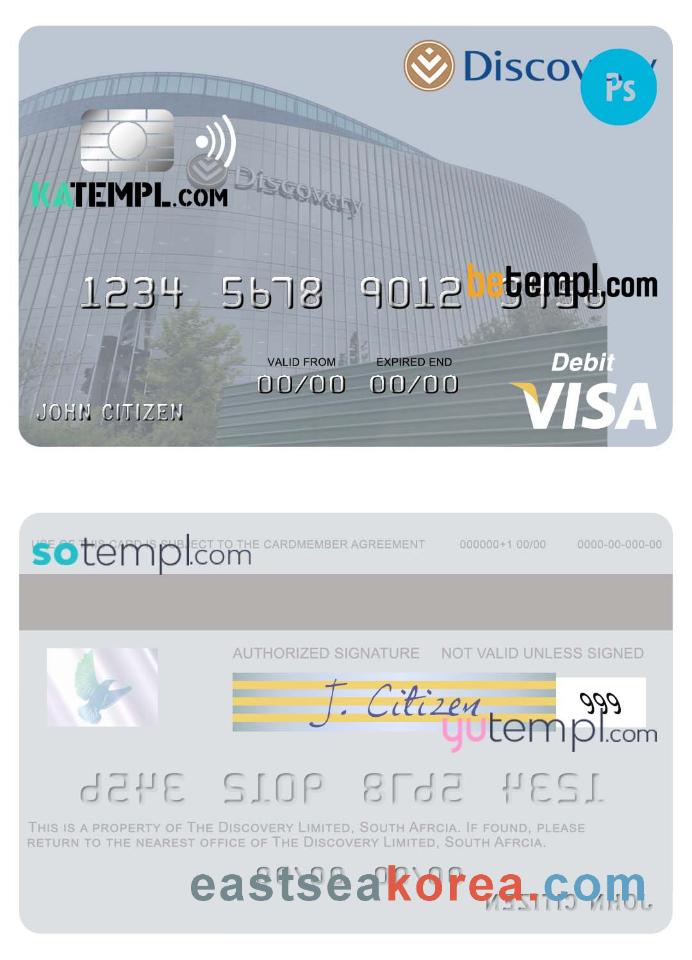 Discovery
Ps
Discovery
KATEMPL.COM
1234 5678 9012
betempl.com
VALID FROM EXPIRED END
00/00 00/00
Debit
JOHN CITIZEN
VISA
USE OF THIS CARD IS SUBJECT TO THE CARDMEMBER AGREEMENT 000000+1 00/00 0000-00-000-00
sotempl.com
AUTHORIZED SIGNATURE NOT VALID UNLESS SIGNED
J. Citizen
999
yutempl.com
THIS IS A PROPERTY OF THE DISCOVERY LIMITED, SOUTH AFRCIA. IF FOUND, PLEASE
RETURN TO THE NEAREST OFFICE OF THE DISCOVERY LIMITED, SOUTH AFRCIA.
eastseakorea.com
JOHN CITIZEN